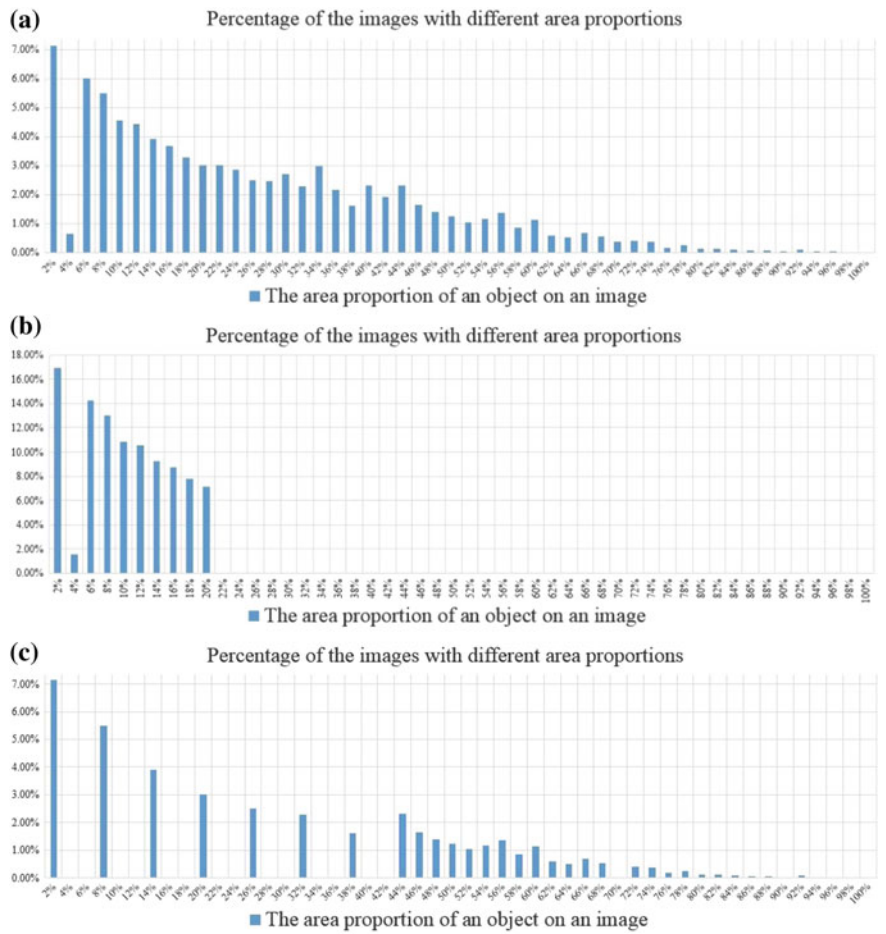 (a)
Percentage of the images with different area proportions
7.00%
6.00%
5.00%
4.00%
3.00%
2.00%
1.00%
0.00%
2% 4% 6% 8% 10% 12% 14% 16% 18% 20% 22% 24% 26% 28% 30% 32% 34% 36% 38% 40% 42% 44% 46% 48% 50% 52% 54% 56% 58% 60% 62% 64% 66% 68% 70% 72% 74% 76% 78% 80% 82% 84% 86% 88% 90% 92% 94% 96% 98% 100%
The area proportion of an object on an image
(b)
Percentage of the images with different area proportions
18.00%
16.00%
14.00%
12.00%
10.00%
8.00%
6.00%
4.00%
2.00%
0.00%
2% 4% 6% 8% 10% 12% 14% 16% 18% 20% 22% 24% 26% 28% 30% 32% 34% 36% 38% 40% 42% 44% 46% 48% 50% 52% 54% 56% 58% 60% 62% 64% 66% 68% 70% 72% 74% 76% 78% 80% 82% 84% 86% 88% 90% 92% 94% 96% 98% 100%
The area proportion of an object on an image
(c)
Percentage of the images with different area proportions
7.00%
6.00%
5.00%
4.00%
3.00%
2.00%
1.00%
0.00%
2% 4% 6% 8% 10% 12% 14% 16% 18% 20% 22% 24% 26% 28% 30% 32% 34% 36% 38% 40% 42% 44% 46% 48% 50% 52% 54% 56% 58% 60% 62% 64% 66% 68% 70% 72% 74% 76% 78% 80% 82% 84% 86% 88% 90% 92% 94% 96% 98% 100%
The area proportion of an object on an image